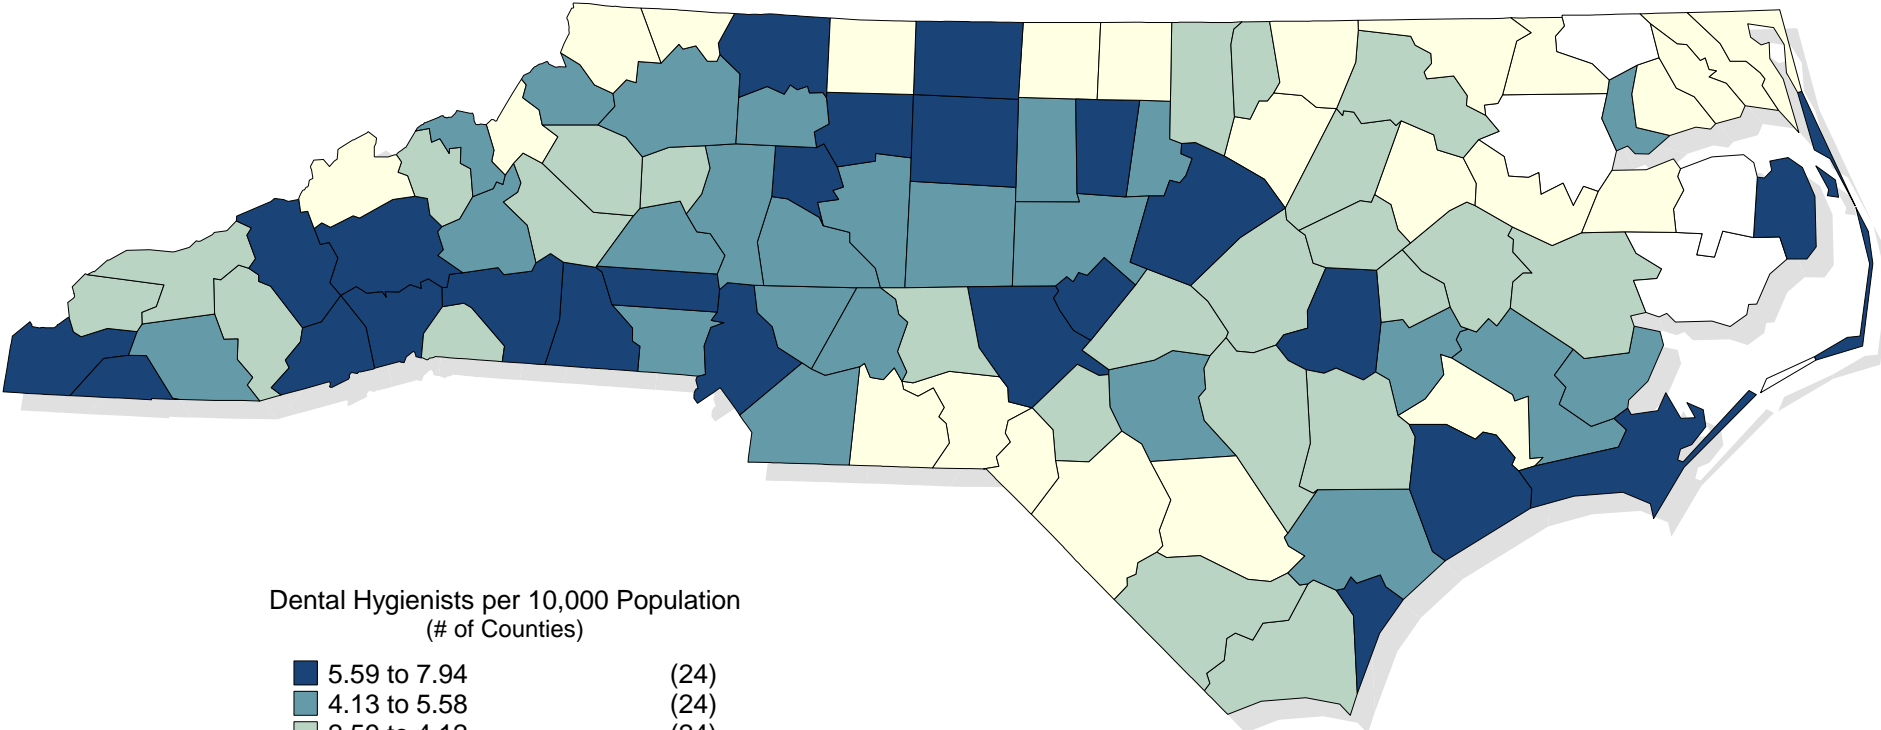 Dental Hygienists per 10,000 Population
(# of Counties)
5.59 to 7.94 (24)
4.13 to 5.58 (24)